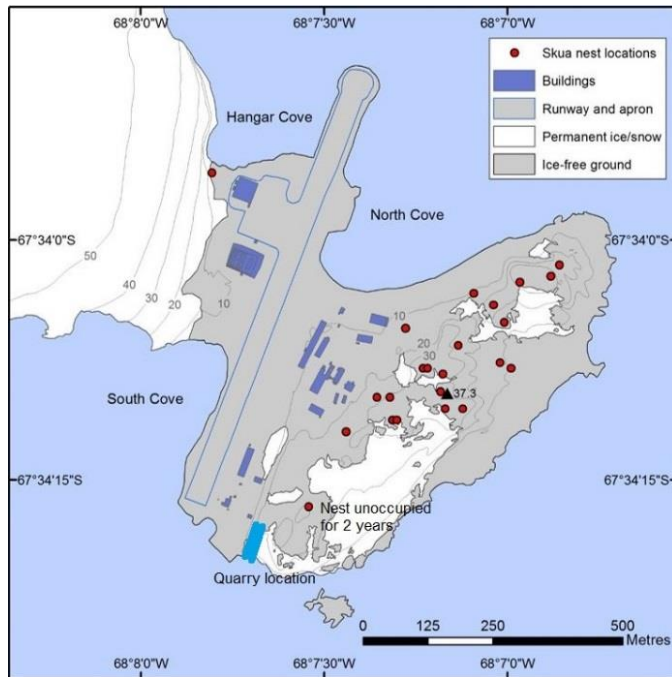 68°8'0"W
68°7'30"W
68°7'0"W
Skua nest locations
Buildings
Runway and apron
Permanent ice/snow
Ice-free ground
Hangar Cove
North Cove
67°34'0"S
67°34'0"S
50
40
30
20
10
10
20
30
37.3
South Cove
67°34'15"S
67°34'15"S
Nest unoccupied
for 2 years
Quarry location
0
125
250
500
Metres
68°8'0"W
68°7'30"W
68°7'0"W